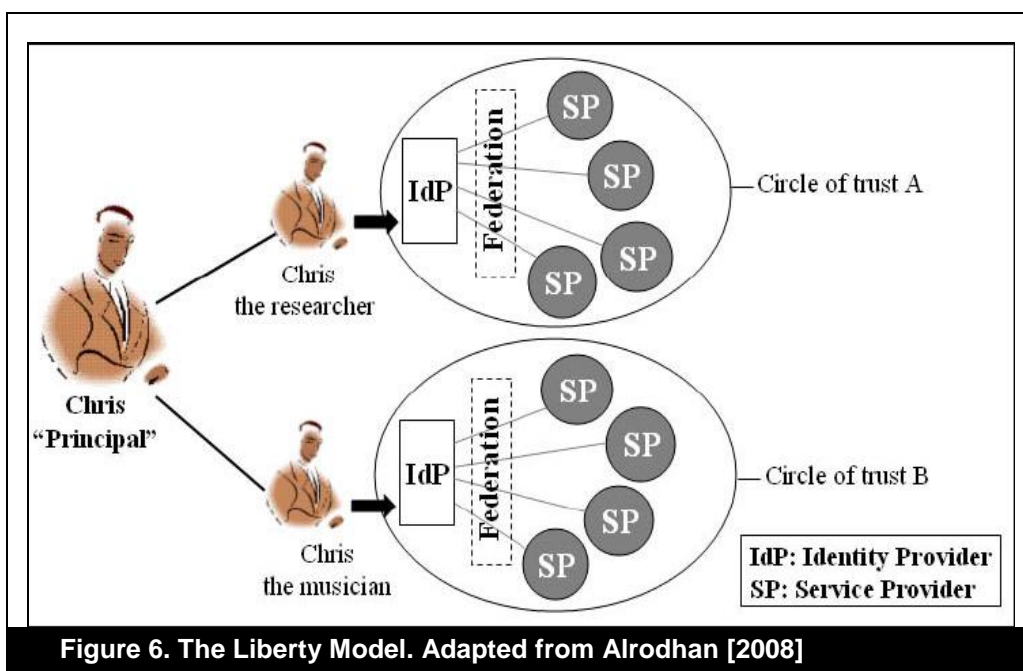 SP
SP
SP
SP
IdP
Federation
Circle of trust A
Chris
the researcher
Chris
“Principal”
SP
SP
SP
SP
IdP
Federation
Circle of trust B
Chris
the musician
IdP: Identity Provider
SP: Service Provider
Figure 6. The Liberty Model. Adapted from Alrodhan [2008]